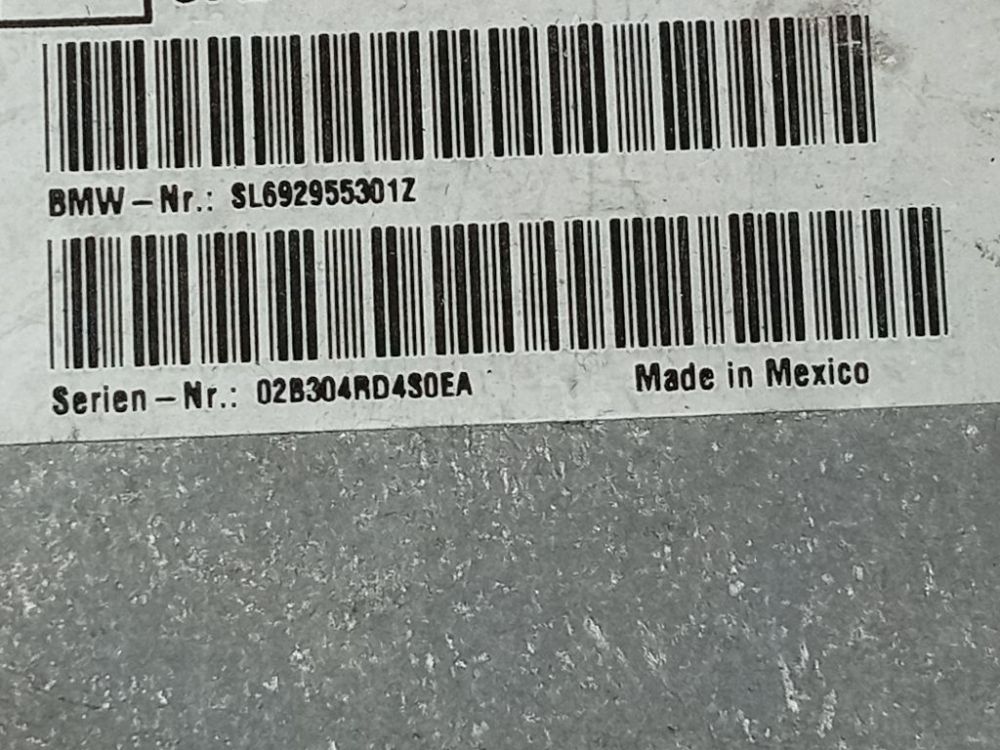 BMW-Nr.: SL692955301Z
Serien-Nr.: 02B304RD4S0EA
Made in Mexico